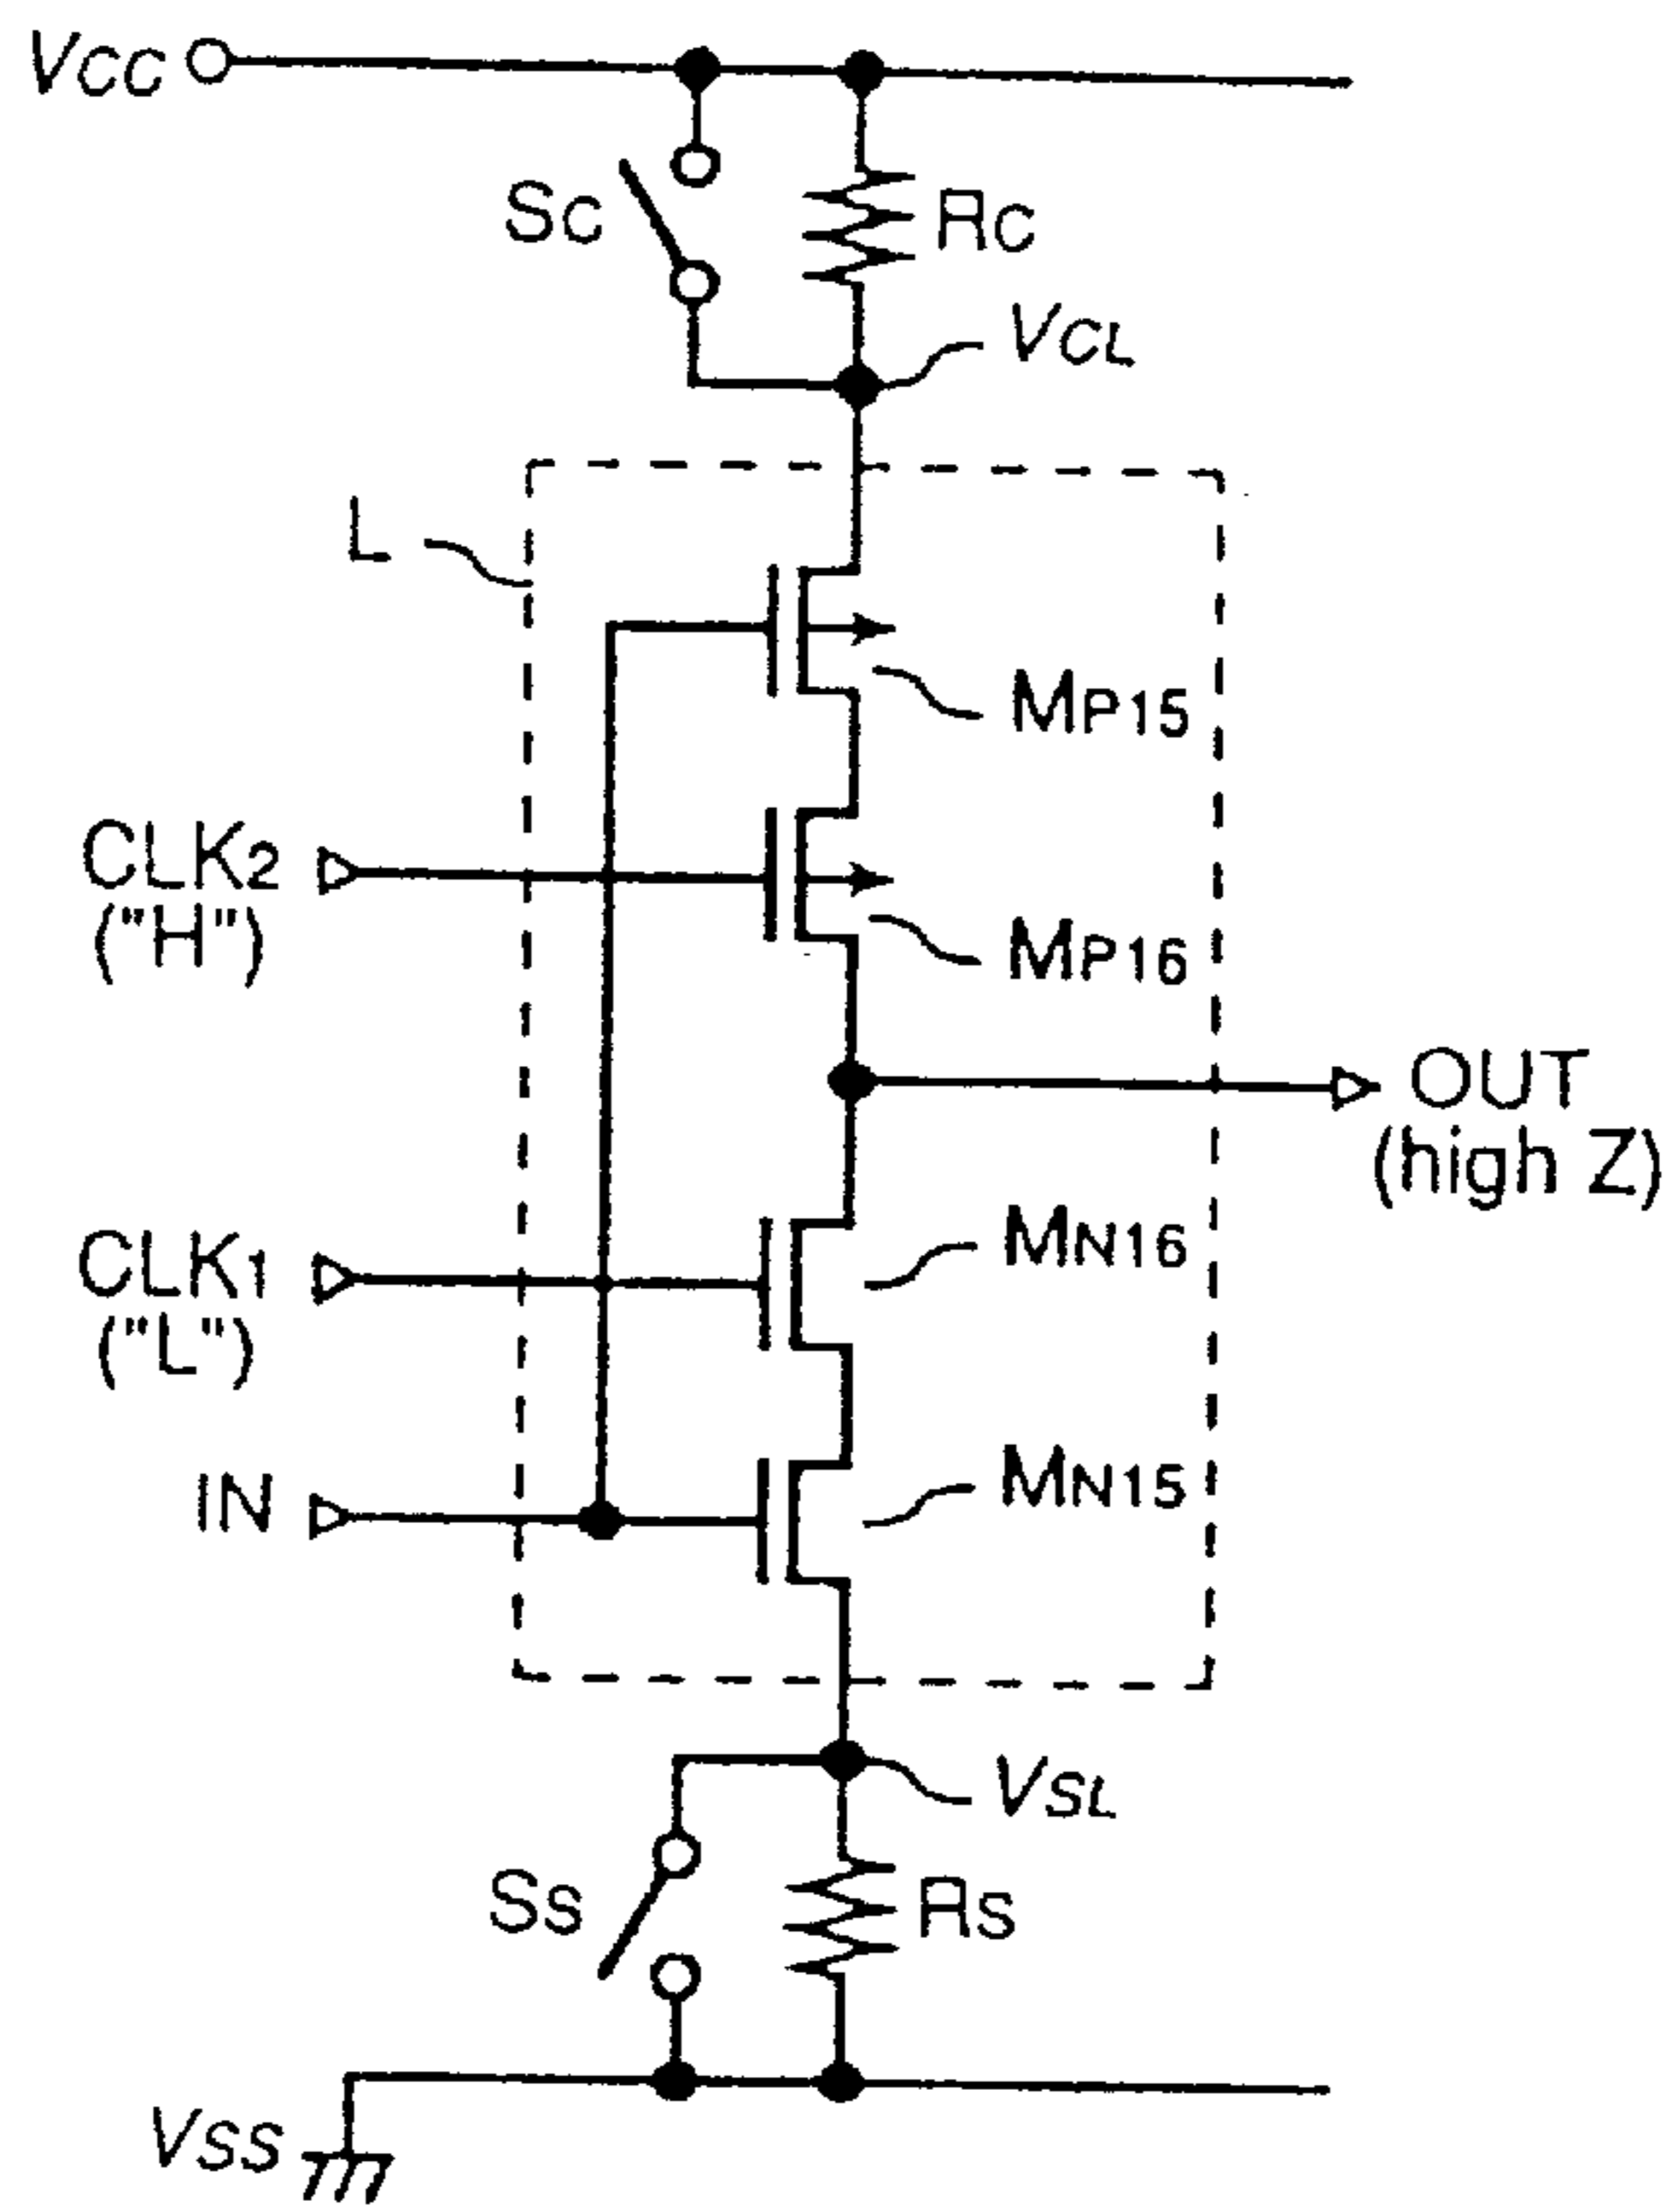 VCC
SC
RC
VCL
L
MP15
CLK2
("H")
MP16
OUT
(high Z)
CLK1
("L")
MN16
IN
MN15
VSL
SS
RS
VSS